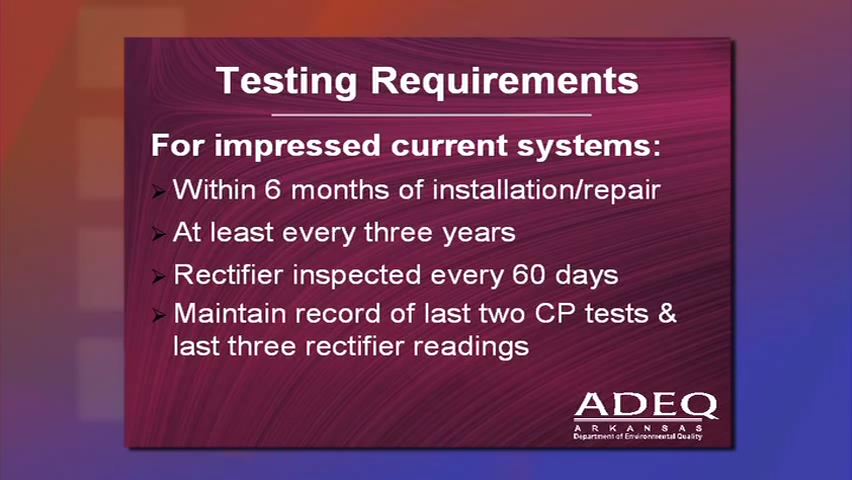 Testing Requirements
For impressed current systems:
Within 6 months of installation/repair
At least every three years
Rectifier inspected every 60 days
Maintain record of last two CP tests &
last three rectifier readings
ADEQ
ARKANSAS
Department of Environmental Quality